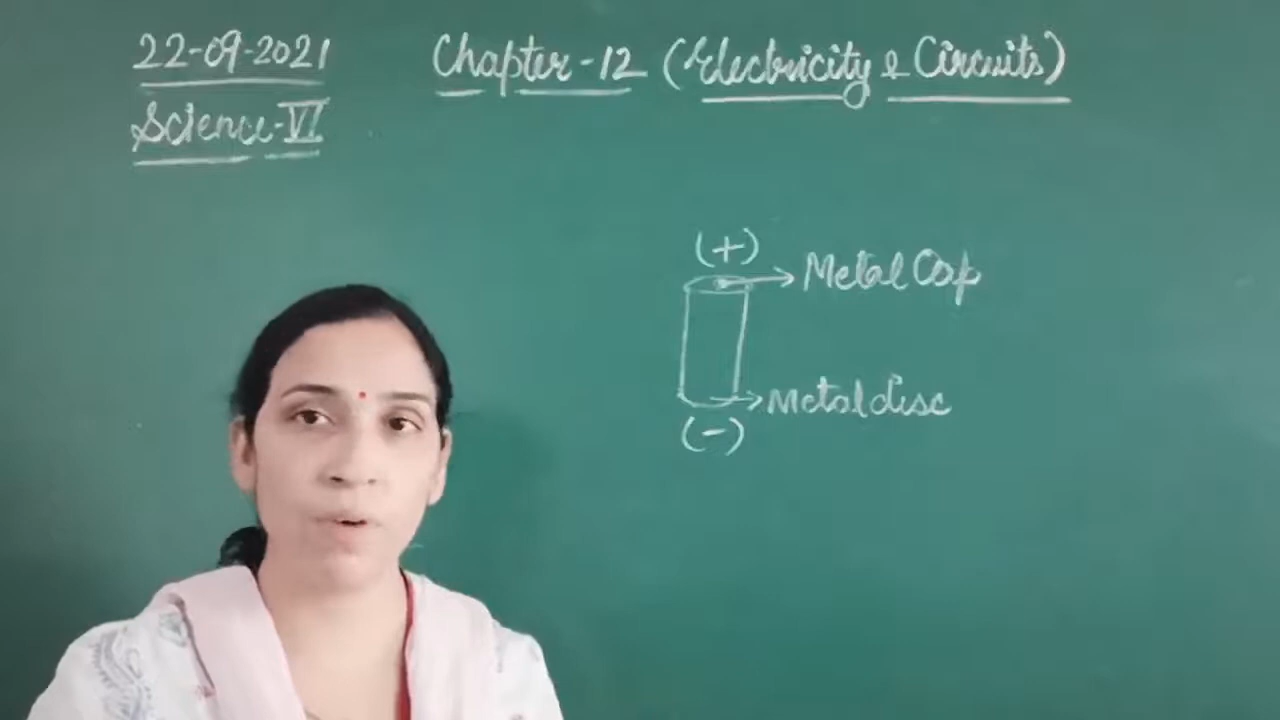 22-09-2021
Science-VI
Chapter-12 (Electricity & Circuits)
(+)
Metal Cap
Metal disc
(-)